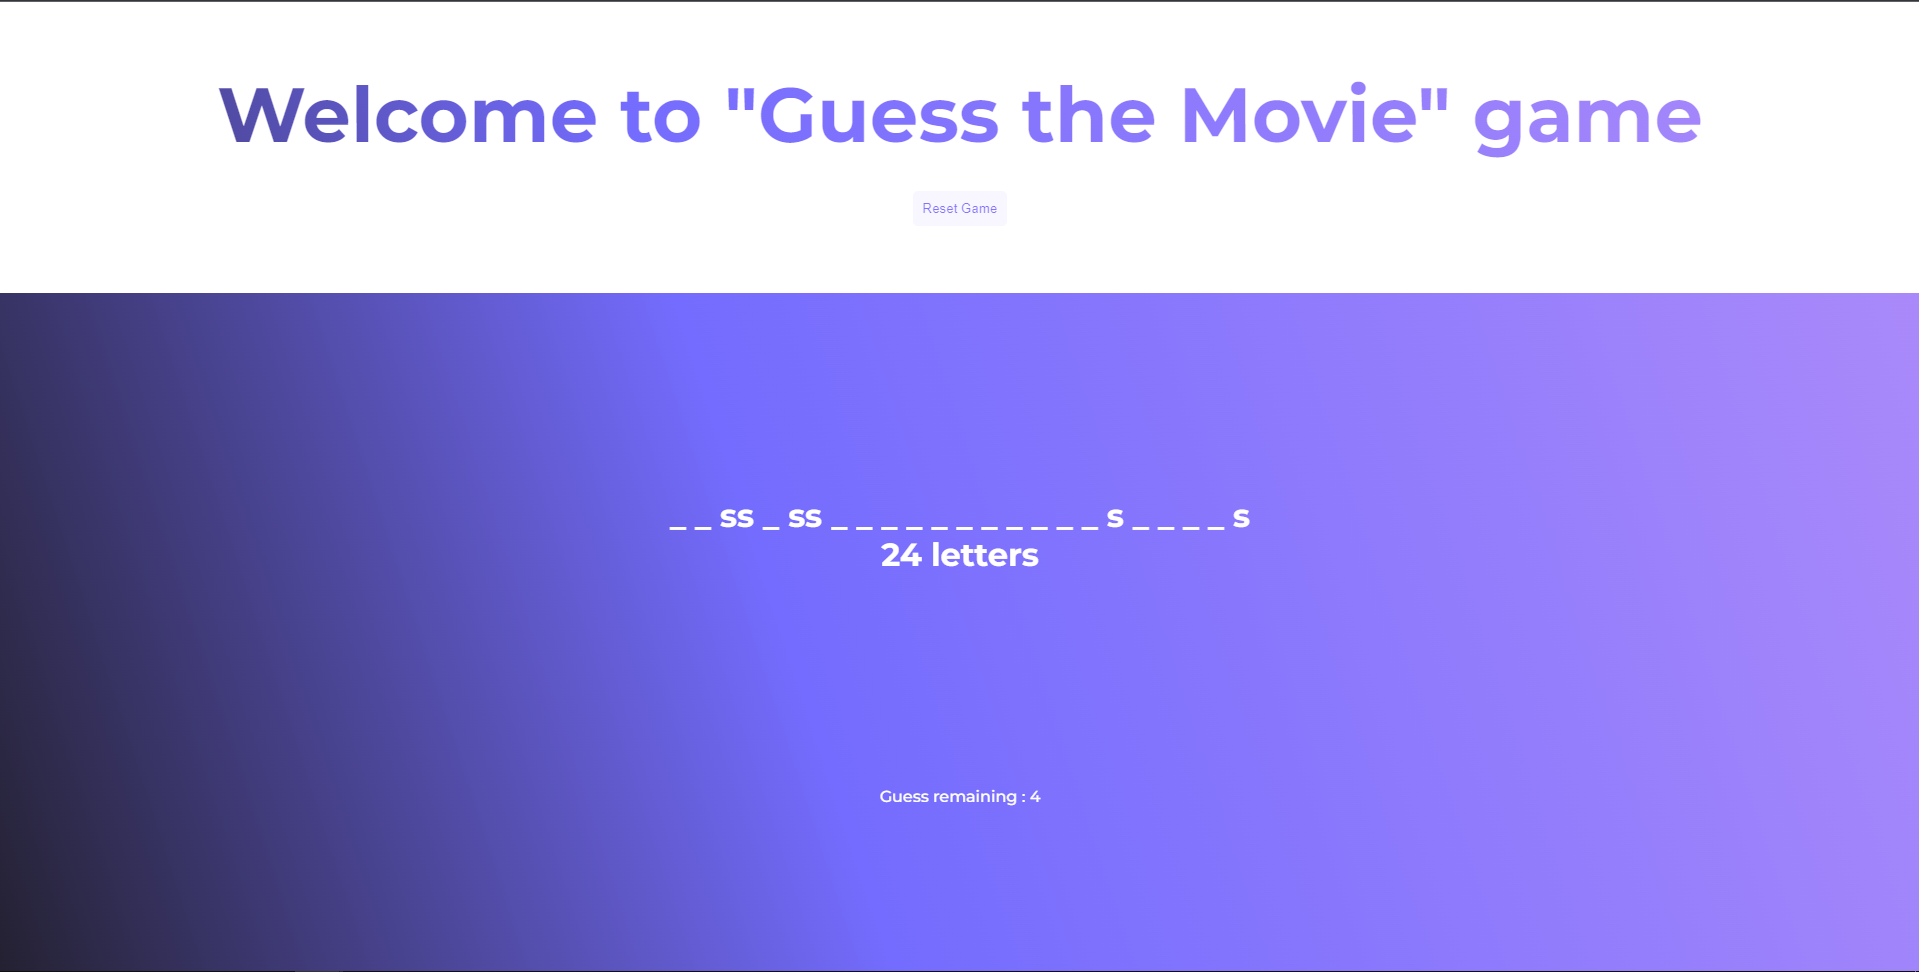 Welcome to "Guess the Movie" game
Reset Game
_ _ ss _ ss _ _ _ _ _ _ _ _ _ _ _ s _ _ _ _ s
24 letters
Guess remaining : 4